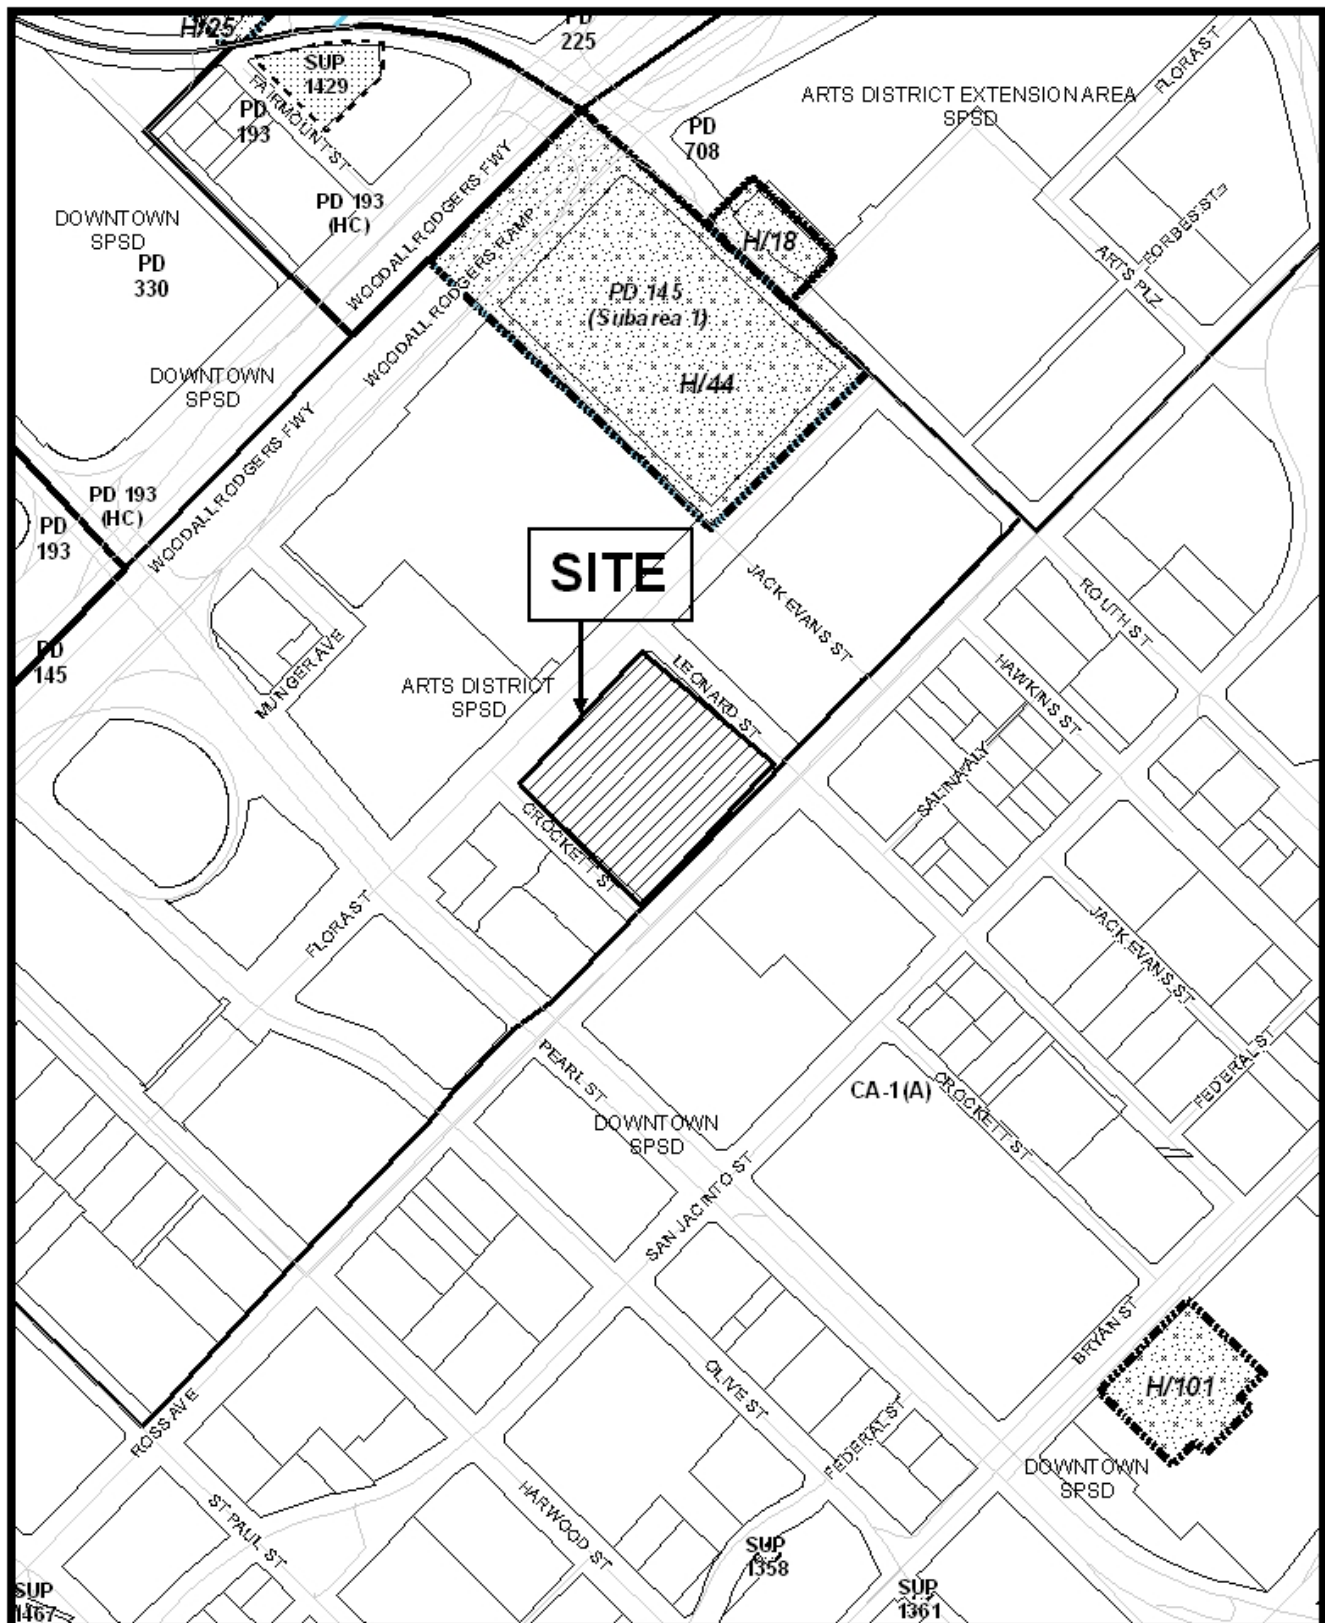 H/25
PD
225
SUP
1429
FAIRMOUNT ST
PD
193
PD 193
(HC)
WOODALL RODGERS FWY
WOODALL RODGERS RAMP
ARTS DISTRICT EXTENSION AREA
SPSD
FLORA ST
PD
708
H/18
FORBES ST
ARTS PLZ
DOWNTOWN
SPSD
PD
330
PD 145
(Subarea 1)
H/44
DOWNTOWN
SPSD
WOODALL RODGERS FWY
PD 193
(HC)
PD
193
PD
145
SITE
JACK EVANS ST
ROUTH ST
HAWKINS ST
MUNGER AVE
ARTS DISTRICT
SPSD
LEONARD ST
SALINA ALY
CROCKETT ST
FLORA ST
JACK EVANS ST
FEDERAL ST
PEARL ST
CA-1(A)
CROCKETT ST
DOWNTOWN
SPSD
SAN JACINTO ST
BRYAN ST
H/101
ROSS AVE
OLIVE ST
FEDERAL ST
DOWNTOWN
SPSD
ST PAUL ST
HARWOOD ST
SUP
1358
SUP
1361
SUP
1467